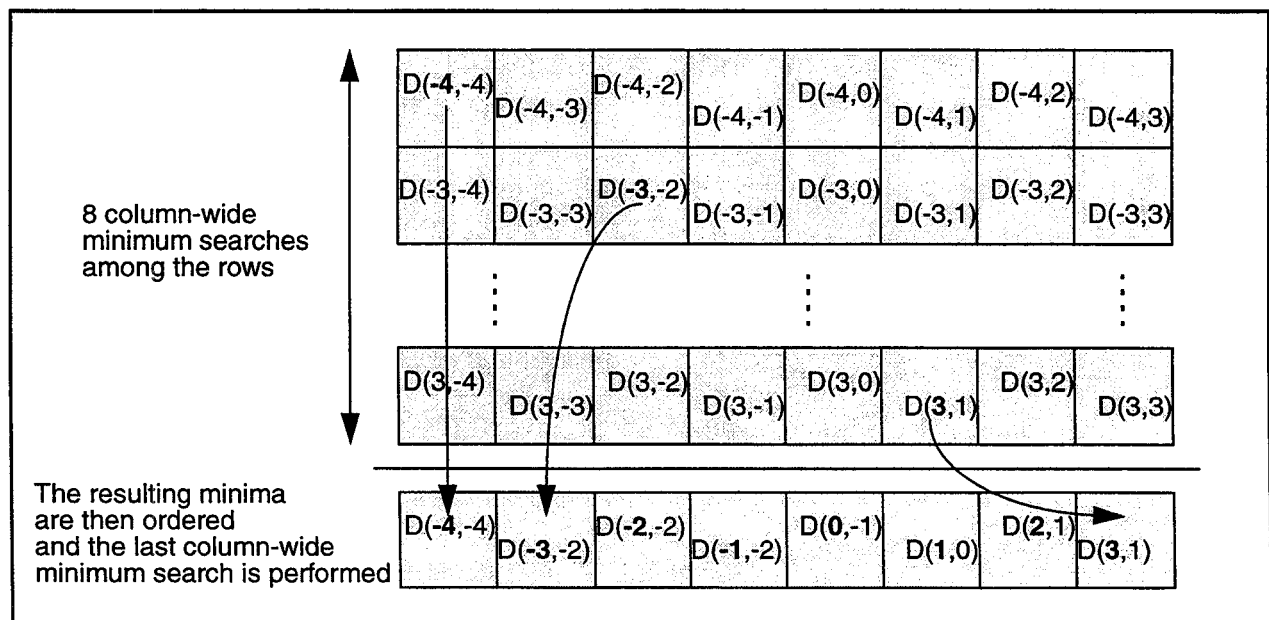 D(-4,-4) D(-4,-3) D(-4,-2) D(-4,-1) D(-4,0) D(-4,1) D(-4,2) D(-4,3)
D(-3,-4) D(-3,-3) D(-3,-2) D(-3,-1) D(-3,0) D(-3,1) D(-3,2) D(-3,3)
8 column-wide
minimum searches
among the rows
D(3,-4) D(3,-3) D(3,-2) D(3,-1) D(3,0) D(3,1) D(3,2) D(3,3)
The resulting minima
are then ordered
and the last column-wide
minimum search is performed
D(-4,-4) D(-3,-2) D(-2,-2) D(-1,-2) D(0,-1) D(1,0) D(2,1) D(3,1)